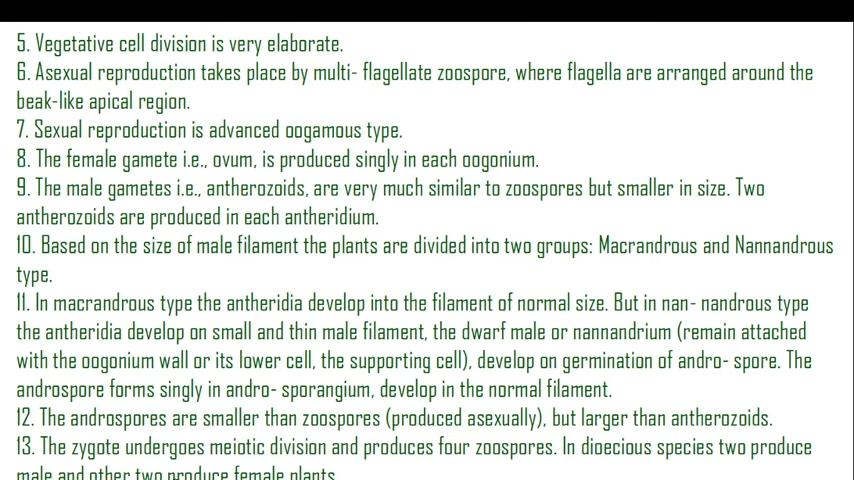 5. Vegetative cell division is very elaborate.
6. Asexual reproduction takes place by multi- flagellate zoospore, where flagella are arranged around the
beak-like apical region.
7. Sexual reproduction is advanced oogamous type.
8. The female gamete i.e., ovum, is produced singly in each oogonium.
9. The male gametes i.e., antherozoids, are very much similar to zoospores but smaller in size. Two
antherozoids are produced in each antheridium.
10. Based on the size of male filament the plants are divided into two groups: Macrandrous and Nannandrous
type.
11. In macrandrous type the antheridia develop into the filament of normal size. But in nan- nandrous type
the antheridia develop on small and thin male filament, the dwarf male or nannandrium (remain attached
with the oogonium wall or its lower cell, the supporting cell), develop on germination of andro- spore. The
androspore forms singly in andro- sporangium, develop in the normal filament.
12. The androspores are smaller than zoospores (produced asexually), but larger than antherozoids.
13. The zygote undergoes meiotic division and produces four zoospores. In dioecious species two produce
male and other two produce female plants.